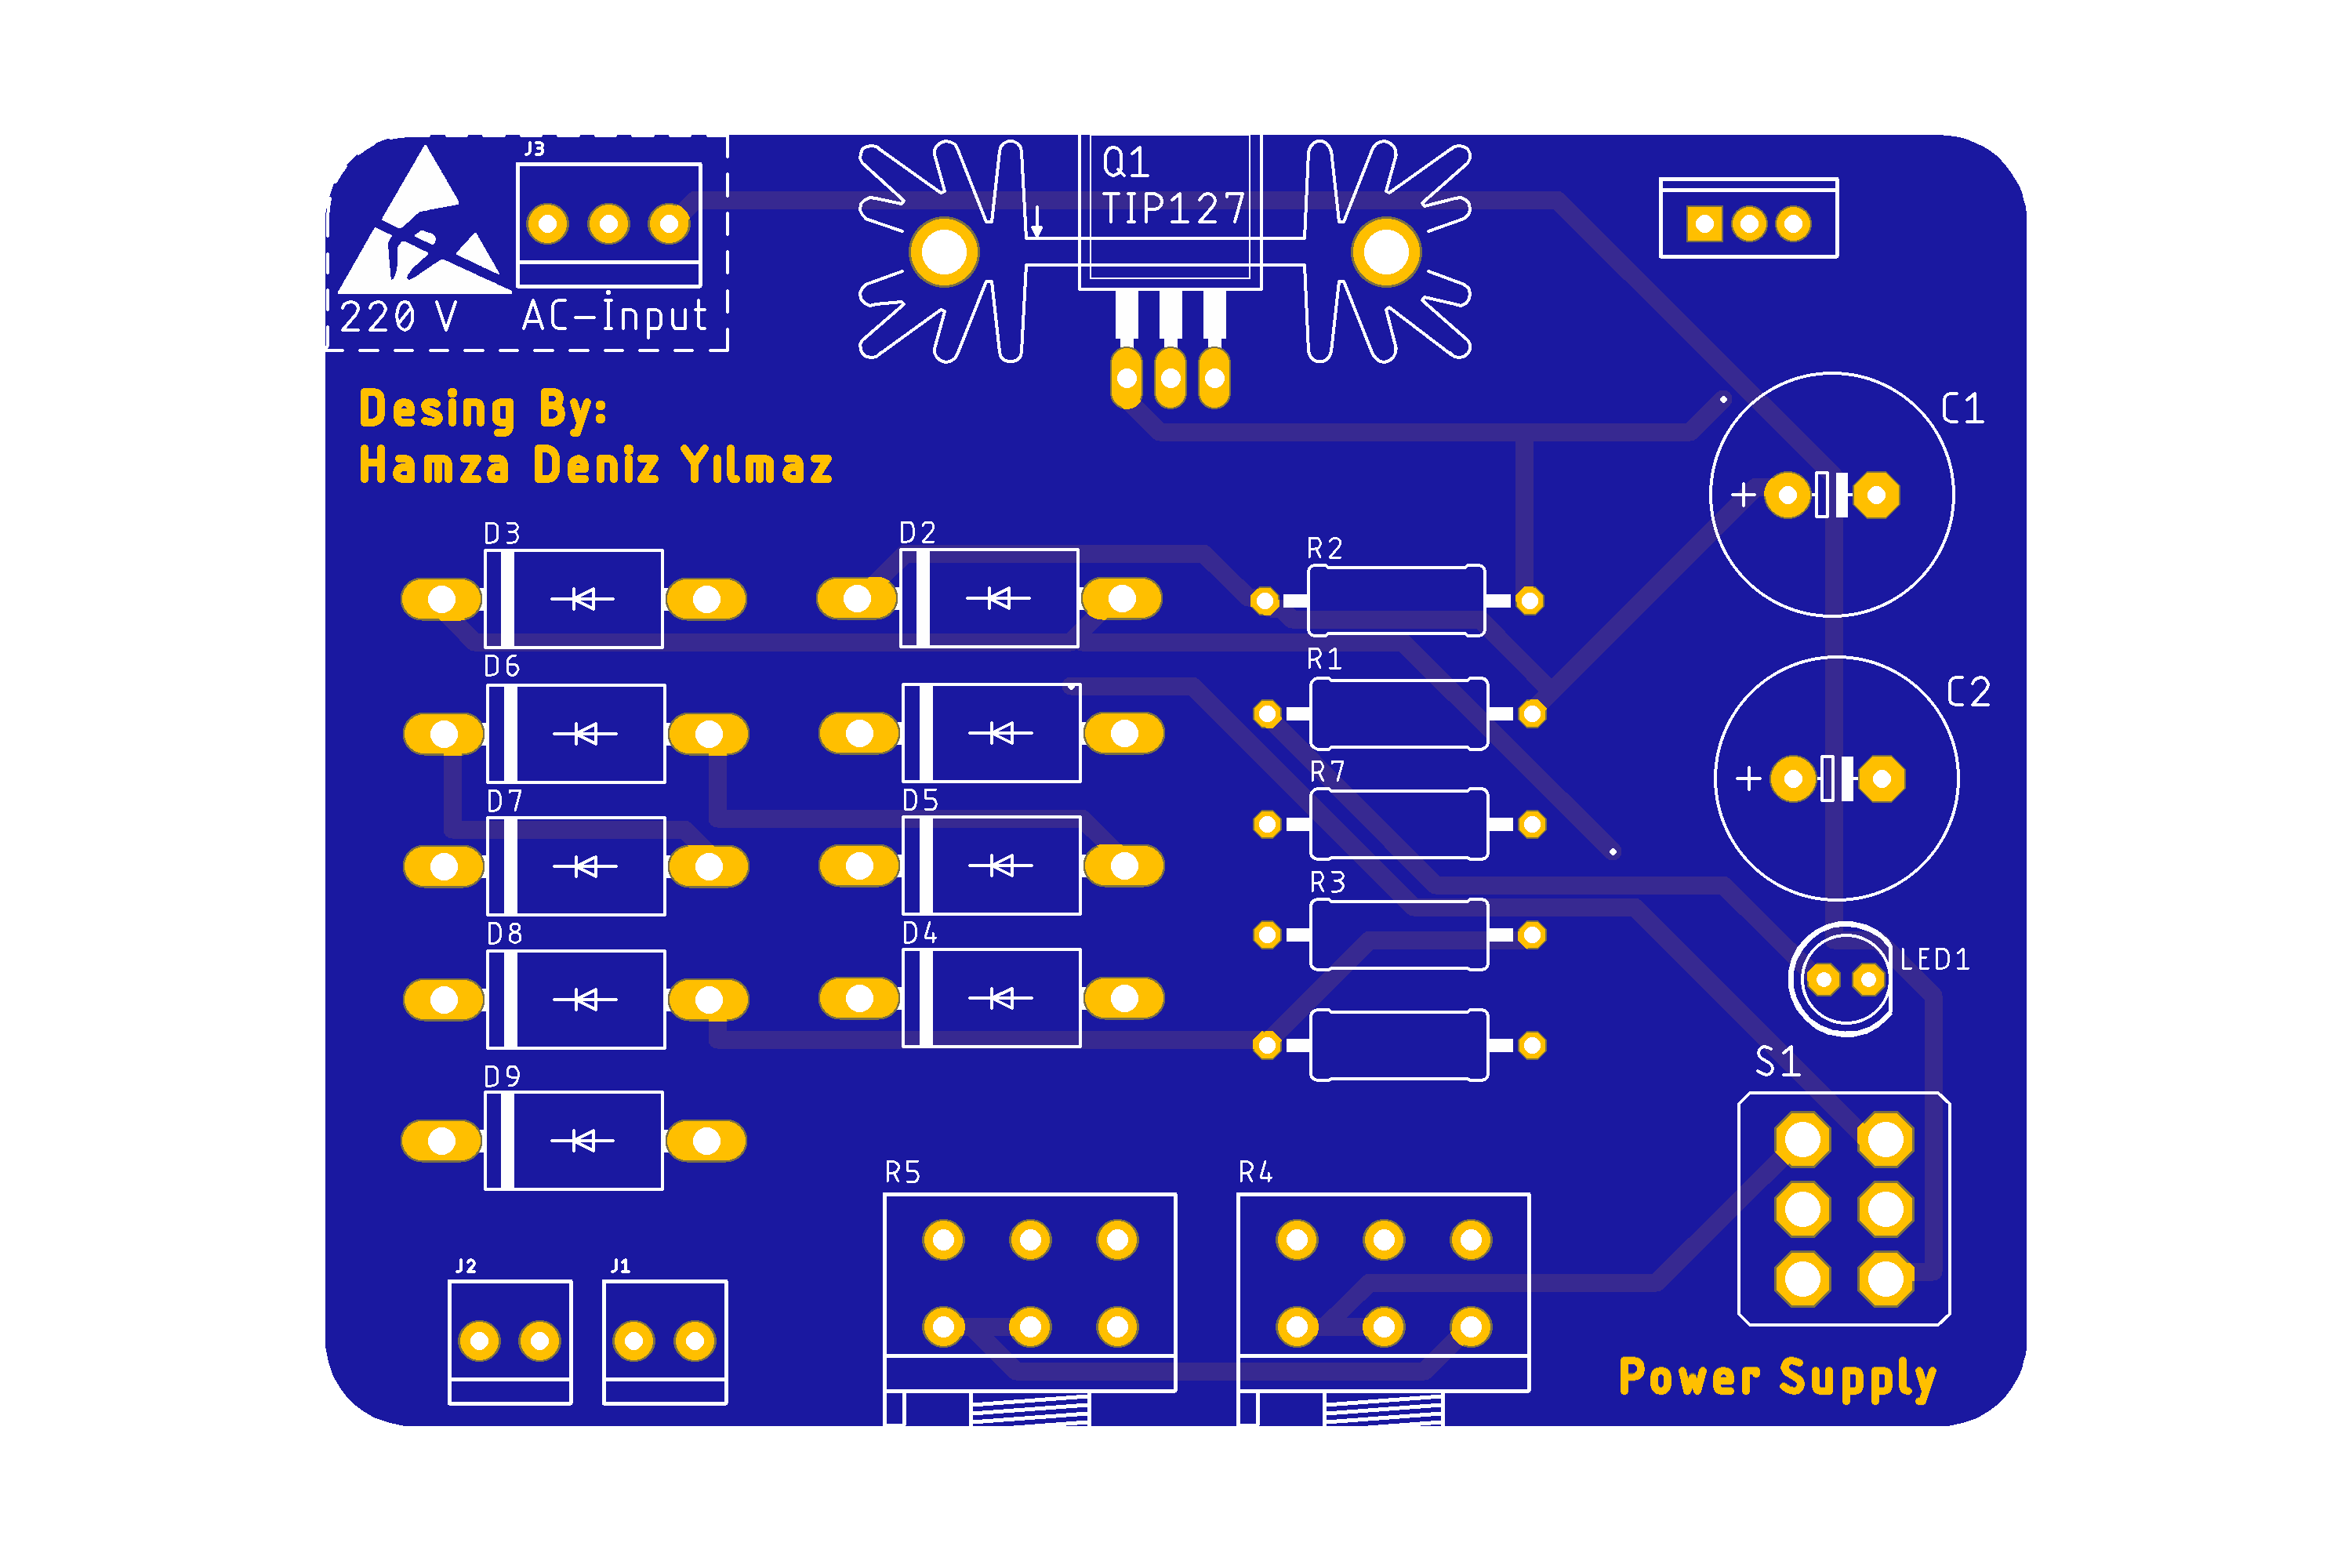 J3
Q1
TIP127
220 V
AC-İnput
Desing By:
Hamza Deniz Yılmaz
C1
+
D3
D2
R2
D6
R1
C2
+
D7
D5
R7
D8
D4
R3
LED1
D9
S1
R5
R4
J2
J1
Power Supply